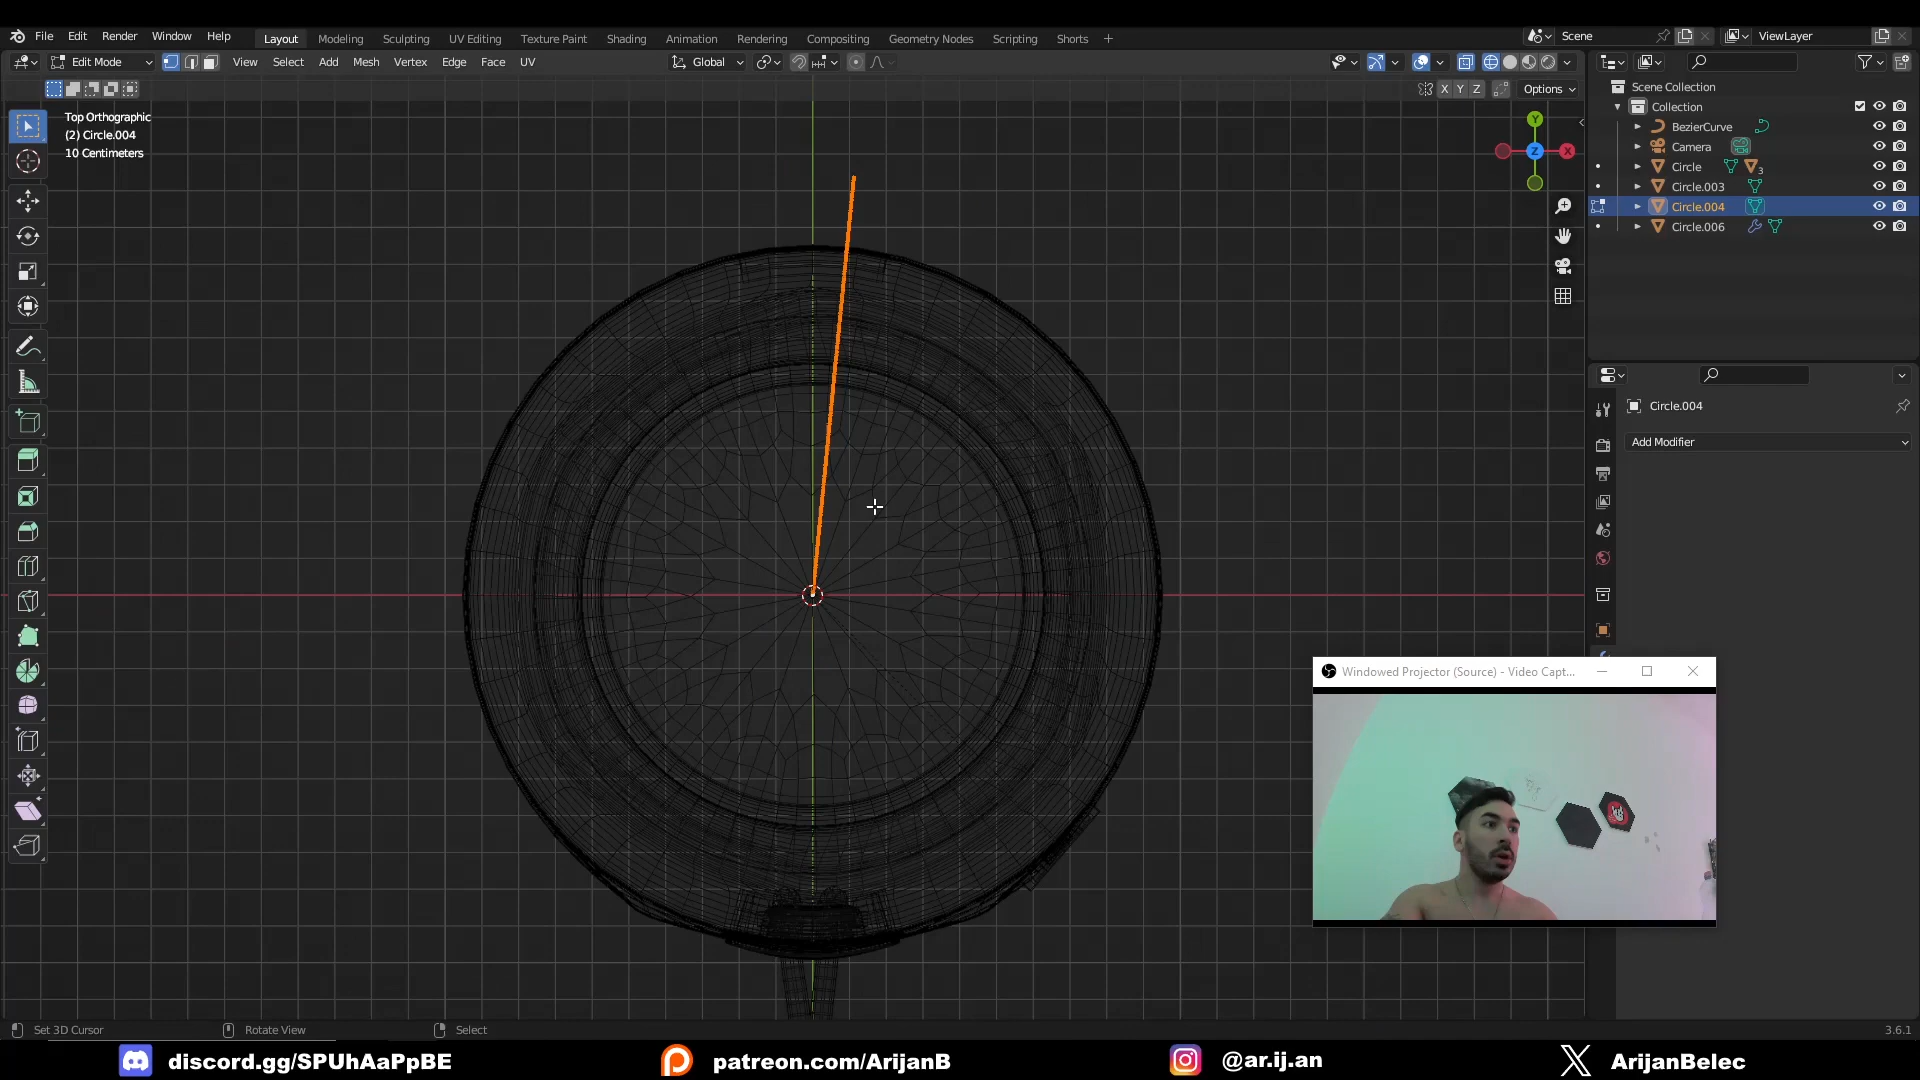 File Edit Render Window Help Layout Modeling Sculpting UV Editing Texture Paint Shading Animation Rendering Compositing Geometry Nodes Scripting Shorts + Scene ViewLayer
Edit Mode View Select Add Mesh Vertex Edge Face UV Global
X Y Z Options
Top Orthographic
(2) Circle.004
10 Centimeters
Y
Z X
Scene Collection
Collection
BezierCurve
Camera
Circle 3
Circle.003
Circle.004
Circle.006
Circle.004
Add Modifier
Windowed Projector (Source) - Video Capt...
Set 3D Cursor Rotate View Select 3.6.1
discord.gg/SPUhAaPpBE patreon.com/ArijanB @ar.ij.an ArijanBelec